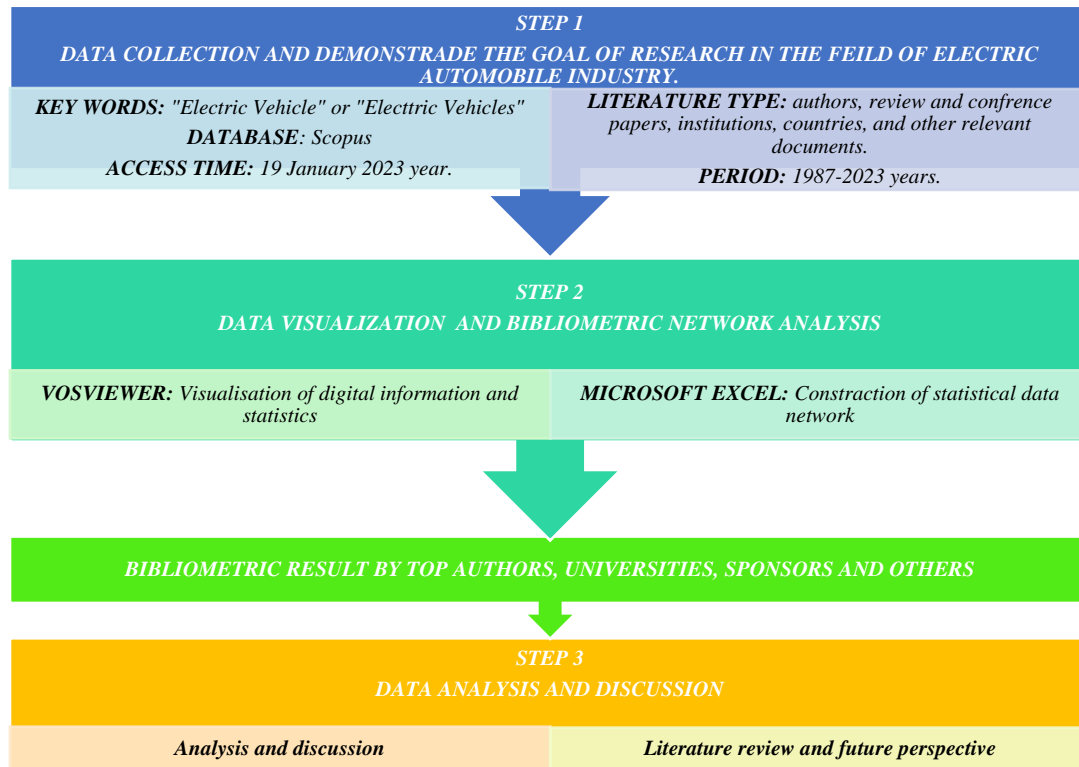 STEP 1
DATA COLLECTION AND DEMONSTRADE THE GOAL OF RESEARCH IN THE FEILD OF ELECTRIC
AUTOMOBILE INDUSTRY.
KEY WORDS: "Electric Vehicle" or "Electtric Vehicles"
DATABASE: Scopus
ACCESS TIME: 19 January 2023 year.
LITERATURE TYPE: authors, review and confrence
papers, institutions, countries, and other relevant
documents.
PERIOD: 1987-2023 years.
STEP 2
DATA VISUALIZATION AND BIBLIOMETRIC NETWORK ANALYSIS
VOSVIEWER: Visualisation of digital information and
statistics
MICROSOFT EXCEL: Constraction of statistical data
network
BIBLIOMETRIC RESULT BY TOP AUTHORS, UNIVERSITIES, SPONSORS AND OTHERS
STEP 3
DATA ANALYSIS AND DISCUSSION
Analysis and discussion
Literature review and future perspective